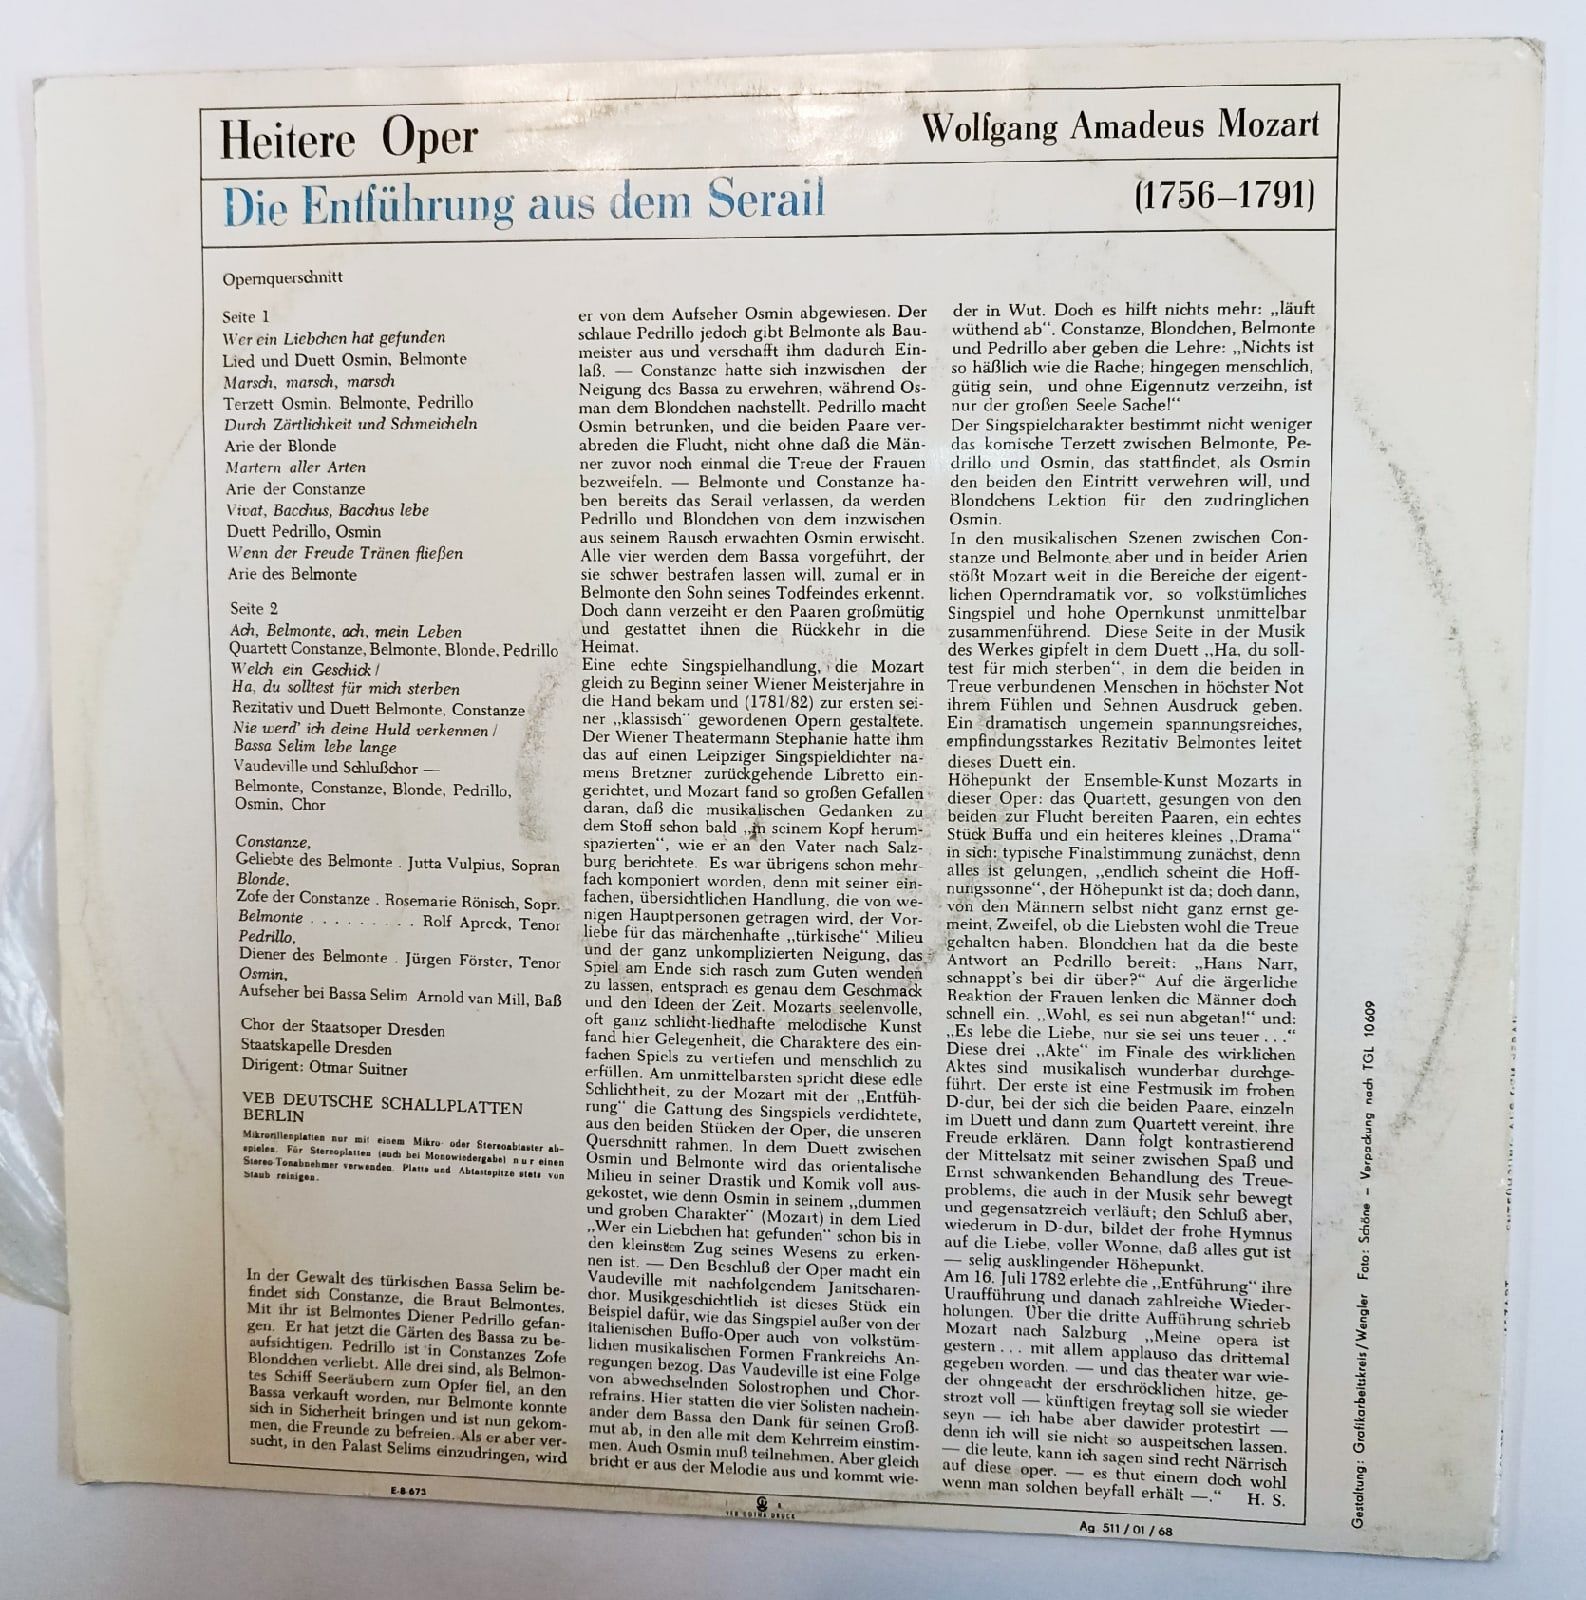 Heitere Oper
Wolfgang Amadeus Mozart
Die Entführung aus dem Serail
(1756–1791)
Opernquerschnitt
Seite 1
Wer ein Liebchen hat gefunden
Lied und Duett Osmin, Belmonte
Marsch, marsch, marsch
Terzett Osmin. Belmonte, Pedrillo
Durch Zärtlichkeit und Schmeicheln
Arie der Blonde
Martern aller Arten
Arie der Constanze
Vivat, Bacchus, Bacchus lebe
Duett Pedrillo, Osmin
Wenn der Freude Tränen fließen
Arie des Belmonte
Seite 2
Ach, Belmonte, ach, mein Leben
Quartett Constanze, Belmonte, Blonde, Pedrillo
Welch ein Geschick /
Ha, du solltest für mich sterben
Rezitativ und Duett Belmonte, Constanze
Nie werd' ich deine Huld verkennen /
Bassa Selim lebe lange
Vaudeville und Schlußchor —
Belmonte, Constanze, Blonde, Pedrillo,
Osmin, Chor
Constanze,
Geliebte des Belmonte . Jutta Vulpius, Sopran
Blonde,
Zofe der Constanze . Rosemarie Rönisch, Sopr.
Belmonte . . . . . . . . . Rolf Apreck, Tenor
Pedrillo,
Diener des Belmonte . Jürgen Förster, Tenor
Osmin,
Aufseher bei Bassa Selim Arnold van Mill, Baß
Chor der Staatsoper Dresden
Staatskapelle Dresden
Dirigent: Otmar Suitner
VEB DEUTSCHE SCHALLPLATTEN
BERLIN
Mikrorillenplatten nur mit einem Mikro- oder Stereoabtaster ab-
spielen. Für Stereoplatten (auch bei Monowiedergabe) nur einen
Stereo-Tonabnehmer verwenden. Platte und Abtastspitze stets von
Staub reinigen.
In der Gewalt des türkischen Bassa Selim be-
findet sich Constanze, die Braut Belmontes.
Mit ihr ist Belmontes Diener Pedrillo gefan-
gen. Er hat jetzt die Gärten des Bassa zu be-
aufsichtigen. Pedrillo ist in Constanzes Zofe
Blondchen verliebt. Alle drei sind, als Belmon-
tes Schiff Seeräubern zum Opfer fiel, an den
Bassa verkauft worden, nur Belmonte konnte
sich in Sicherheit bringen und ist nun gekom-
men, die Freunde zu befreien. Als er aber ver-
sucht, in den Palast Selims einzudringen, wird
er von dem Aufseher Osmin abgewiesen. Der
schlaue Pedrillo jedoch gibt Belmonte als Bau-
meister aus und verschafft ihm dadurch Ein-
laß. — Constanze hatte sich inzwischen der
Neigung des Bassa zu erwehren, während Os-
man dem Blondchen nachstellt. Pedrillo macht
Osmin betrunken, und die beiden Paare ver-
abreden die Flucht, nicht ohne daß die Män-
ner zuvor noch einmal die Treue der Frauen
bezweifeln. — Belmonte und Constanze ha-
ben bereits das Serail verlassen, da werden
Pedrillo und Blondchen von dem inzwischen
aus seinem Rausch erwachten Osmin erwischt.
Alle vier werden dem Bassa vorgeführt, der
sie schwer bestrafen lassen will, zumal er in
Belmonte den Sohn seines Todfeindes erkennt.
Doch dann verzeiht er den Paaren großmütig
und gestattet ihnen die Rückkehr in die
Heimat.
Eine echte Singspielhandlung, die Mozart
gleich zu Beginn seiner Wiener Meisterjahre in
die Hand bekam und (1781/82) zur ersten sei-
ner „klassisch" gewordenen Opern gestaltete.
Der Wiener Theatermann Stephanie hatte ihm
das auf einen Leipziger Singspieldichter na-
mens Bretzner zurückgehende Libretto ein-
gerichtet, und Mozart fand so großen Gefallen
daran, daß die musikalischen Gedanken zu
dem Stoff schon bald „in seinem Kopf herum-
spazierten", wie er an den Vater nach Salz-
burg berichtete. Es war übrigens schon mehr-
fach komponiert worden, denn mit seiner ein-
fachen, übersichtlichen Handlung, die von we-
nigen Hauptpersonen getragen wird, der Vor-
liebe für das märchenhafte „türkische" Milieu
und der ganz unkomplizierten Neigung, das
Spiel am Ende sich rasch zum Guten wenden
zu lassen, entsprach es genau dem Geschmack
und den Ideen der Zeit. Mozarts seelenvolle,
oft ganz schlicht-liedhafte melodische Kunst
fand hier Gelegenheit, die Charaktere des ein-
fachen Spiels zu vertiefen und menschlich zu
erfüllen. Am unmittelbarsten spricht diese edle
Schlichtheit, zu der Mozart mit der „Entfüh-
rung" die Gattung des Singspiels verdichtete,
aus den beiden Stücken der Oper, die unseren
Querschnitt rahmen. In dem Duett zwischen
Osmin und Belmonte wird das orientalische
Milieu in seiner Drastik und Komik voll aus-
gekostet, wie denn Osmin in seinem „dummen
und groben Charakter" (Mozart) in dem Lied
„Wer ein Liebchen hat gefunden" schon bis in
den kleinsten Zug seines Wesens zu erken-
nen ist. — Den Beschluß der Oper macht ein
Vaudeville mit nachfolgendem Janitscharen-
chor. Musikgeschichtlich ist dieses Stück ein
Beispiel dafür, wie das Singspiel außer von der
italienischen Buffo-Oper auch von volkstüm-
lichen musikalischen Formen Frankreichs An-
regungen bezog. Das Vaudeville ist eine Folge
von abwechselnden Solostrophen und Chor-
refrains. Hier statten die vier Solisten nachein-
ander dem Bassa den Dank für seinen Groß-
mut ab, in den alle mit dem Kehrreim einstim-
men. Auch Osmin muß teilnehmen. Aber gleich
bricht er aus der Melodie aus und kommt wie-
der in Wut. Doch es hilft nichts mehr: „läuft
wüthend ab". Constanze, Blondchen, Belmonte
und Pedrillo aber geben die Lehre: „Nichts ist
so häßlich wie die Rache; hingegen menschlich,
gütig sein, und ohne Eigennutz verzeihn, ist
nur der großen Seele Sache!"
Der Singspielcharakter bestimmt nicht weniger
das komische Terzett zwischen Belmonte, Pe-
drillo und Osmin, das stattfindet, als Osmin
den beiden den Eintritt verwehren will, und
Blondchens Lektion für den zudringlichen
Osmin.
In den musikalischen Szenen zwischen Con-
stanze und Belmonte aber und in beider Arien
stößt Mozart weit in die Bereiche der eigent-
lichen Operndramatik vor, so volkstümliches
Singspiel und hohe Opernkunst unmittelbar
zusammenführend. Diese Seite in der Musik
des Werkes gipfelt in dem Duett „Ha, du soll-
test für mich sterben", in dem die beiden in
Treue verbundenen Menschen in höchster Not
ihrem Fühlen und Sehnen Ausdruck geben.
Ein dramatisch ungemein spannungsreiches,
empfindungsstarkes Rezitativ Belmontes leitet
dieses Duett ein.
Höhepunkt der Ensemble-Kunst Mozarts in
dieser Oper: das Quartett, gesungen von den
beiden zur Flucht bereiten Paaren, ein echtes
Stück Buffa und ein heiteres kleines „Drama"
in sich: typische Finalstimmung zunächst, denn
alles ist gelungen, „endlich scheint die Hoff-
nungssonne", der Höhepunkt ist da; doch dann,
von den Männern selbst nicht ganz ernst ge-
meint, Zweifel, ob die Liebsten wohl die Treue
gehalten haben. Blondchen hat da die beste
Antwort an Pedrillo bereit: „Hans Narr,
schnappt's bei dir über?" Auf die ärgerliche
Reaktion der Frauen lenken die Männer doch
schnell ein. „Wohl, es sei nun abgetan!" und:
„Es lebe die Liebe, nur sie sei uns teuer . . ."
Diese drei „Akte" im Finale des wirklichen
Aktes sind musikalisch wunderbar durchge-
führt. Der erste ist eine Festmusik im frohen
D-dur, bei der sich die beiden Paare, einzeln
im Duett und dann zum Quartett vereint, ihre
Freude erklären. Dann folgt kontrastierend
der Mittelsatz mit seiner zwischen Spaß und
Ernst schwankenden Behandlung des Treue-
problems, die auch in der Musik sehr bewegt
und gegensatzreich verläuft; den Schluß aber,
wiederum in D-dur, bildet der frohe Hymnus
auf die Liebe, voller Wonne, daß alles gut ist
— selig ausklingender Höhepunkt.
Am 16. Juli 1782 erlebte die „Entführung" ihre
Uraufführung und danach zahlreiche Wieder-
holungen. Über die dritte Aufführung schrieb
Mozart nach Salzburg „Meine opera ist
gestern . . . mit allem applauso das drittemal
gegeben worden. — und das theater war wie-
der ohngeacht der erschröcklichen hitze, ge-
strozt voll — künftigen freytag soll sie wieder
seyn — ich habe aber dawider protestirt —
denn ich will sie nicht so auspeitschen lassen.
— die leute, kann ich sagen sind recht Närrisch
auf diese oper. — es thut einem doch wohl
wenn man solchen beyfall erhält —." H. S.
Gestaltung: Grafikarbeitskreis/Wengler Foto: Schöne – Verpackung nach TGL 10609
E-8-673
VEB GOTHA DRUCK
Ag 511/01/68